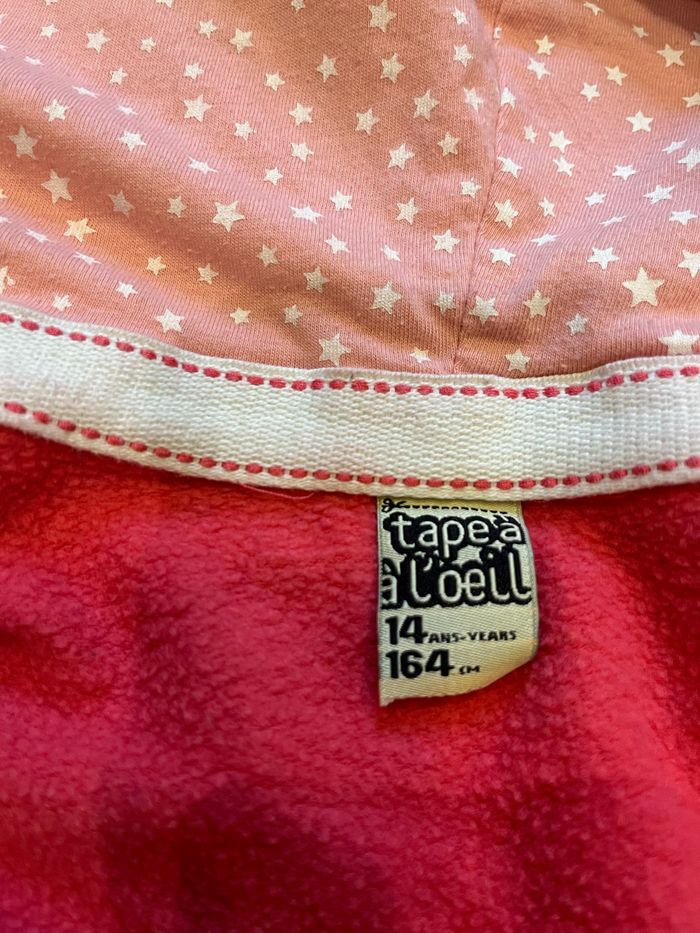 tape à
à l'oeil
14 ANS-YEARS
164 CM